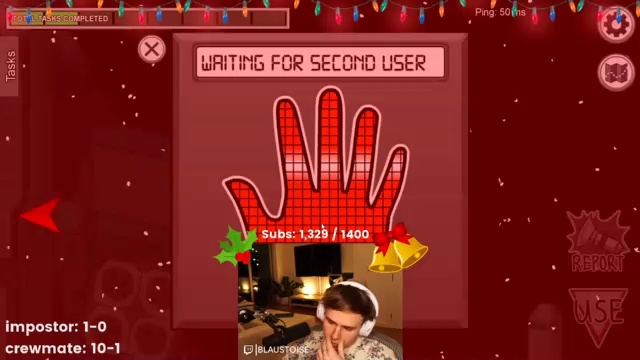 TOTAL TASKS COMPLETED
Ping: 50 ms
Tasks
WAITING FOR SECOND USER
Subs: 1,329 / 1400
REPORT
USE
impostor: 1-0
crewmate: 10-1
|BLAUSTOISE